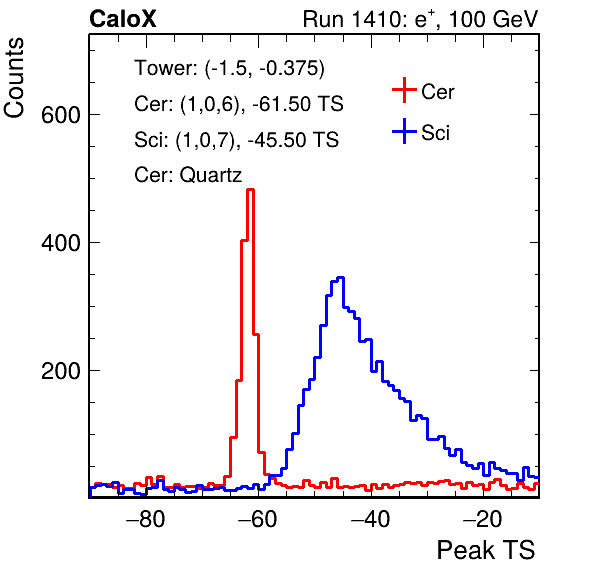 CaloX Run 1410: e⁺, 100 GeV
Counts
Tower: (-1.5, -0.375)
Cer: (1,0,6), -61.50 TS
Sci: (1,0,7), -45.50 TS
Cer: Quartz
Cer
Sci
600
400
200
−80 −60 −40 −20
Peak TS